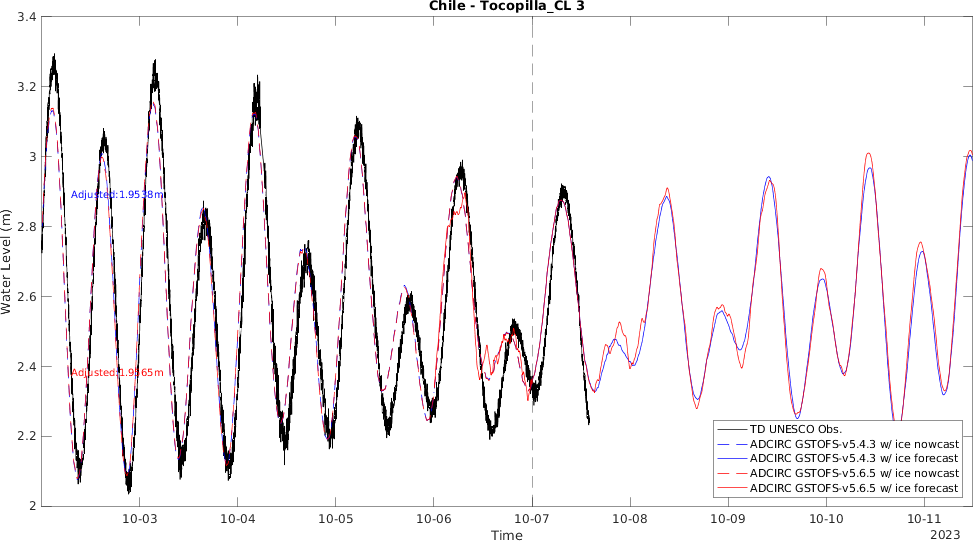 Chile - Tocopilla_CL 3
3.4
3.2
3
2.8
2.6
2.4
2.2
2
Water Level (m)
Adjusted:1.9538m
Adjusted:1.9365m
TD UNESCO Obs.
ADCIRC GSTOFS-v5.4.3 w/ ice nowcast
ADCIRC GSTOFS-v5.4.3 w/ ice forecast
ADCIRC GSTOFS-v5.6.5 w/ ice nowcast
ADCIRC GSTOFS-v5.6.5 w/ ice forecast
10-03 10-04 10-05 10-06 10-07 10-08 10-09 10-10 10-11
Time
2023